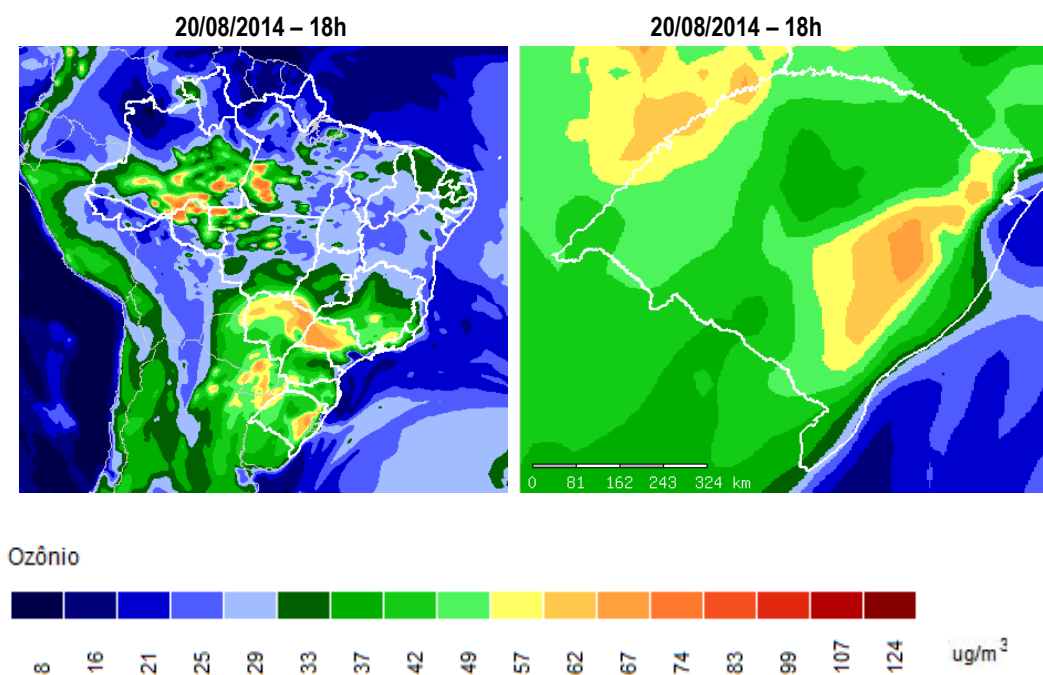 20/08/2014 – 18h 20/08/2014 – 18h
0 81 162 243 324 km
Ozônio
8 16 21 25 29 33 37 42 49 57 62 67 74 83 99 107 124 ug/m³